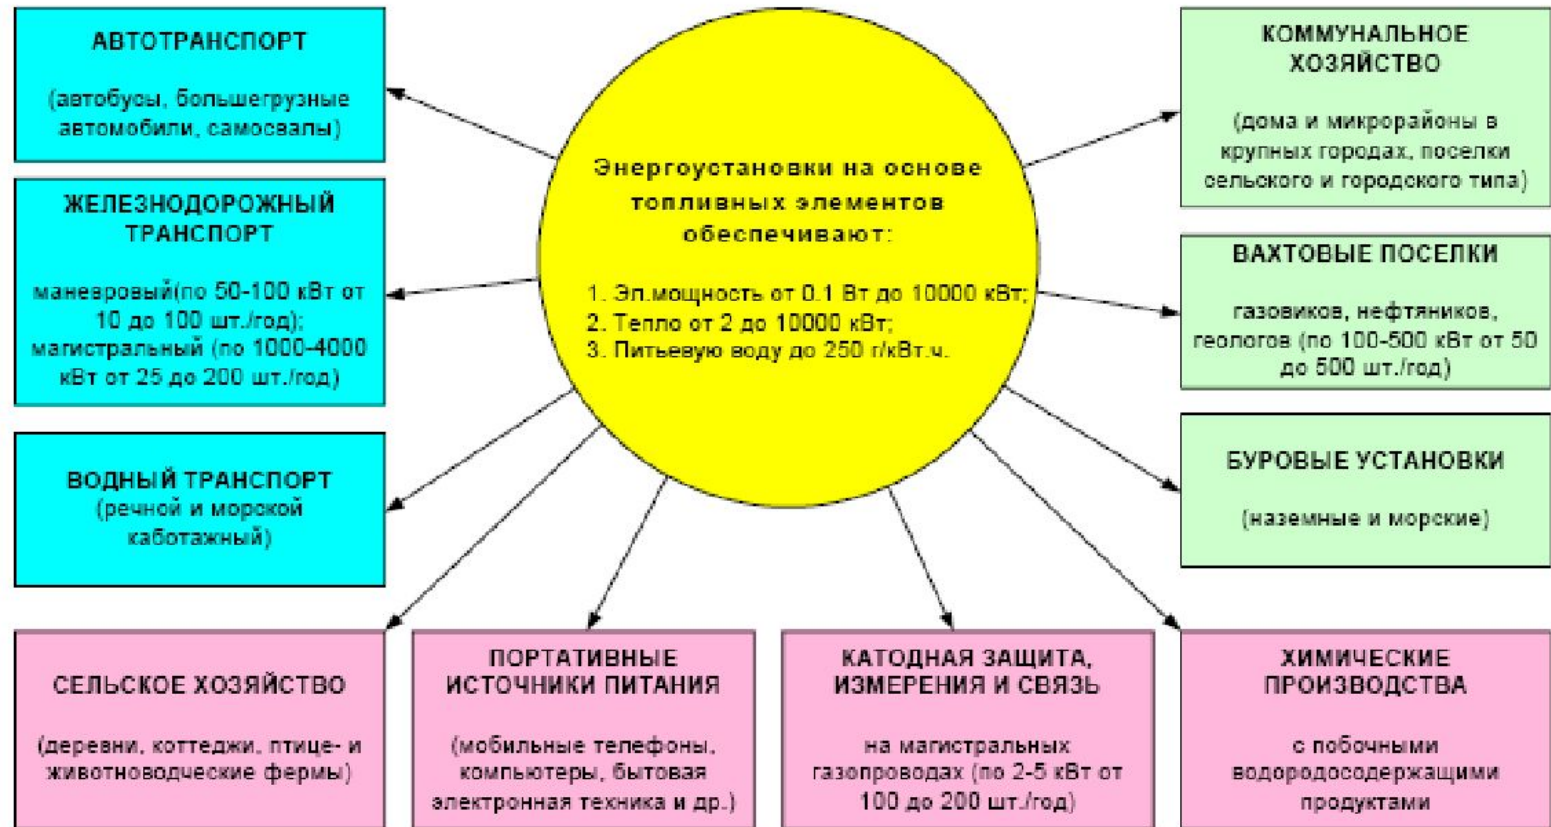 АВТОТРАНСПОРТ
(автобусы, большегрузные
автомобили, самосвалы)
ЖЕЛЕЗНОДОРОЖНЫЙ
ТРАНСПОРТ
маневровый(по 50-100 кВт от
10 до 100 шт./год);
магистральный (по 1000-4000
кВт от 25 до 200 шт./год)
ВОДНЫЙ ТРАНСПОРТ
(речной и морской
каботажный)
Энергоустановки на основе
топливных элементов
обеспечивают:
1. Эл.мощность от 0.1 Вт до 10000 кВт;
2. Тепло от 2 до 10000 кВт;
3. Питьевую воду до 250 г/кВт.ч.
КОММУНАЛЬНОЕ
ХОЗЯЙСТВО
(дома и микрорайоны в
крупных городах, поселки
сельского и городского типа)
ВАХТОВЫЕ ПОСЕЛКИ
газовиков, нефтяников,
геологов (по 100-500 кВт от 50
до 500 шт./год)
БУРОВЫЕ УСТАНОВКИ
(наземные и морские)
СЕЛЬСКОЕ ХОЗЯЙСТВО
(деревни, коттеджи, птице- и
животноводческие фермы)
ПОРТАТИВНЫЕ
ИСТОЧНИКИ ПИТАНИЯ
(мобильные телефоны,
компьютеры, бытовая
электронная техника и др.)
КАТОДНАЯ ЗАЩИТА,
ИЗМЕРЕНИЯ И СВЯЗЬ
на магистральных
газопроводах (по 2-5 кВт от
100 до 200 шт./год)
ХИМИЧЕСКИЕ
ПРОИЗВОДСТВА
с побочными
водородосодержащими
продуктами